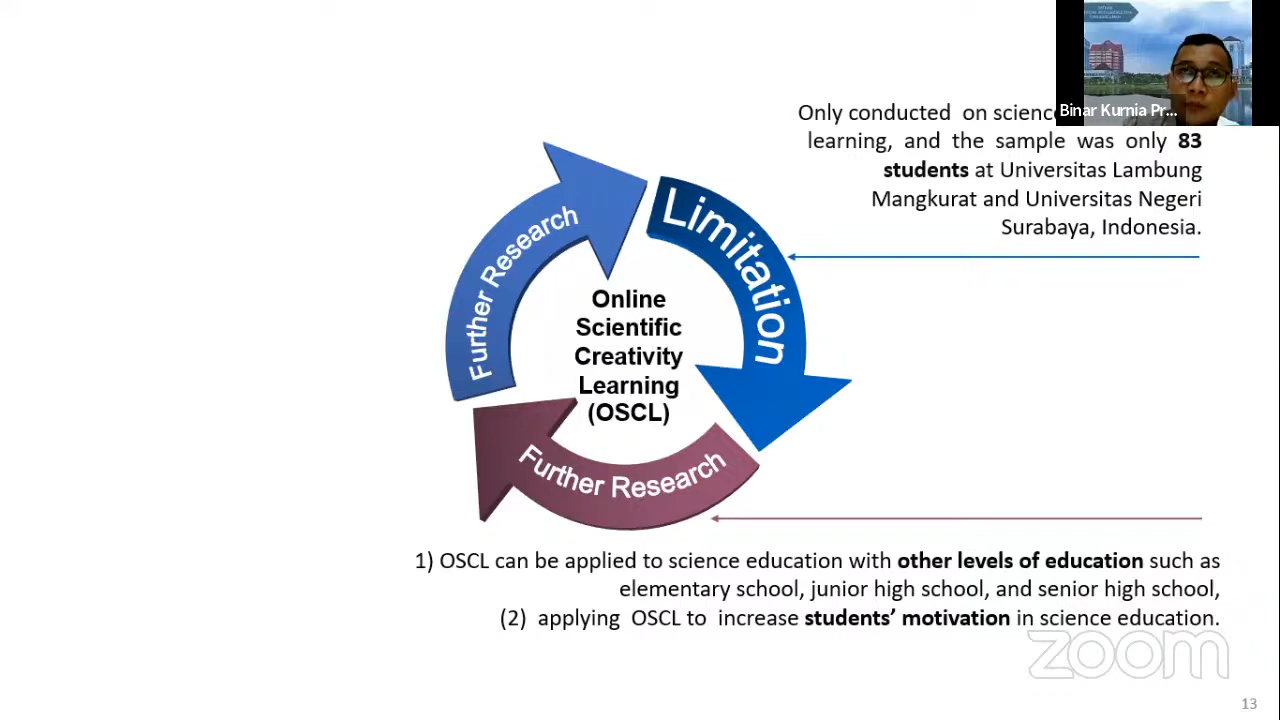 Binar Kurnia Pr...
Only conducted on scienc
learning, and the sample was only 83
students at Universitas Lambung
Mangkurat and Universitas Negeri
Surabaya, Indonesia.
Limitation
Further Research
Online
Scientific
Creativity
Learning
(OSCL)
Further Research
1) OSCL can be applied to science education with other levels of education such as
elementary school, junior high school, and senior high school,
(2) applying OSCL to increase students’ motivation in science education.
zoom
13